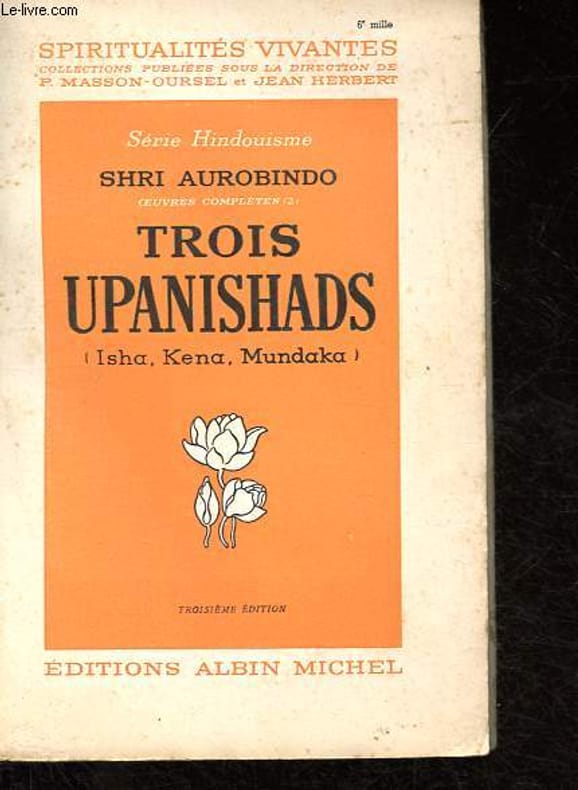 Le-livre.com
6e mille
SPIRITUALITÉS VIVANTES
COLLECTIONS PUBLIÉES SOUS LA DIRECTION DE
P. MASSON-OURSEL et JEAN HERBERT
Série Hindouisme
SHRI AUROBINDO
ŒUVRES COMPLÈTES (2)
TROIS
UPANISHADS
(Isha, Kena, Mundaka)
TROISIÈME ÉDITION
ÉDITIONS ALBIN MICHEL